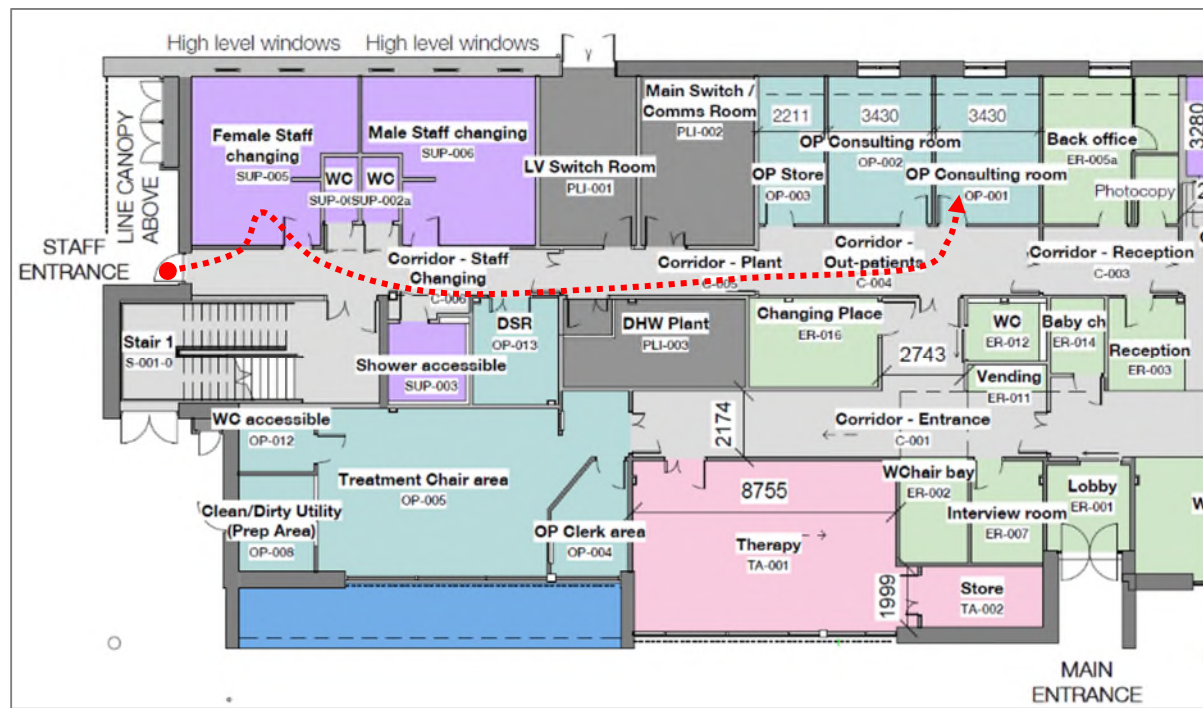 High level windows
High level windows
LINE CANOPY
ABOVE
STAFF
ENTRANCE
Female Staff
changing
SUP-005
Male Staff changing
SUP-006
WC
WC
SUP-002a
LV Switch Room
PLI-001
Main Switch /
Comms Room
PLI-002
2211
3430
3430
OP Consulting room
OP-002
OP Store
OP-003
OP Consulting room
OP-001
Back office
ER-005a
Photocopy
3280
Corridor - Staff
Changing
C-006
Corridor - Plant
C-005
Corridor -
Out-patients
C-004
Corridor - Reception
C-003
Stair 1
S-001-0
DSR
OP-013
Shower accessible
SUP-003
DHW Plant
PLI-003
Changing Place
ER-016
WC
ER-012
Baby ch
ER-014
Reception
ER-003
2743
Vending
ER-011
WC accessible
OP-012
Treatment Chair area
OP-005
Clean/Dirty Utility
(Prep Area)
OP-008
OP Clerk area
OP-004
2174
Corridor - Entrance
C-001
8755
Therapy
TA-001
WChair bay
ER-002
Interview room
ER-007
Lobby
ER-001
W
1999
Store
TA-002
MAIN
ENTRANCE